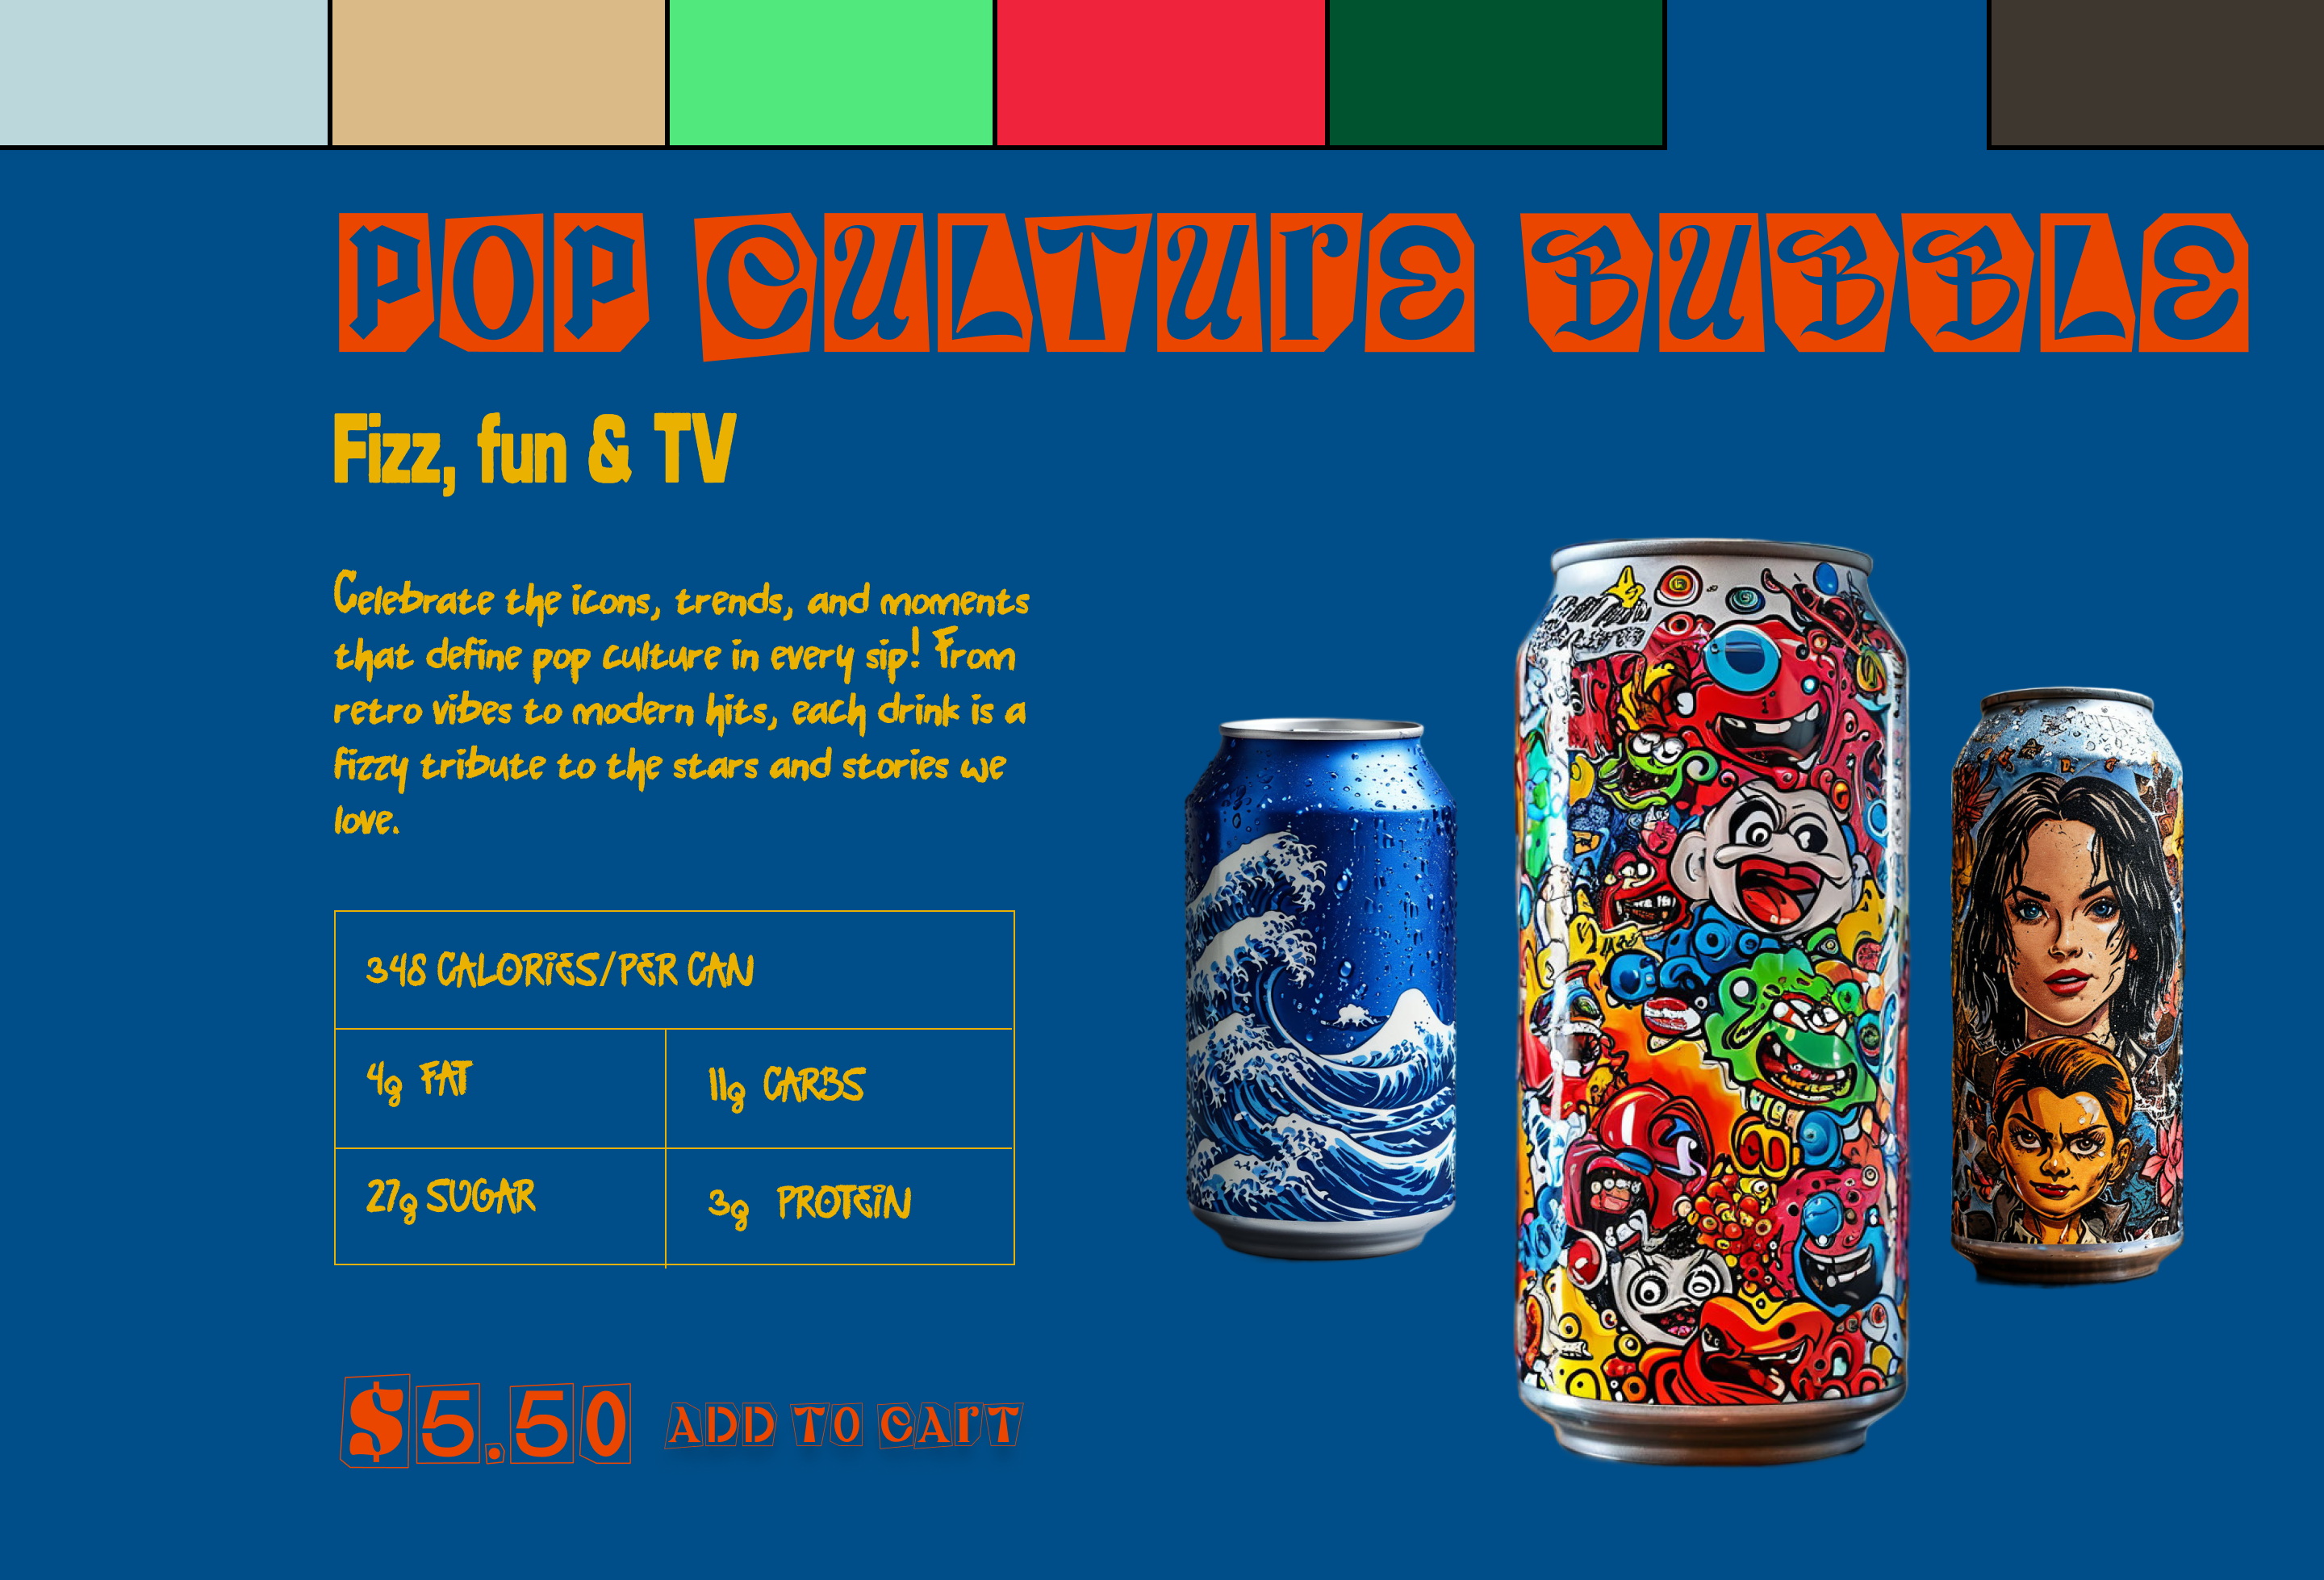 POP CULTUrE BUBBLE
Fizz, fun & TV
Celebrate the icons, trends, and moments
that define pop culture in every sip! From
retro vibes to modern hits, each drink is a
fizzy tribute to the stars and stories we
love.
348 CALORiES/PER CAN
4g FAT
11g CARBS
27g SUGAR
3g PROTEiN
$5.50
ADD TO CArT